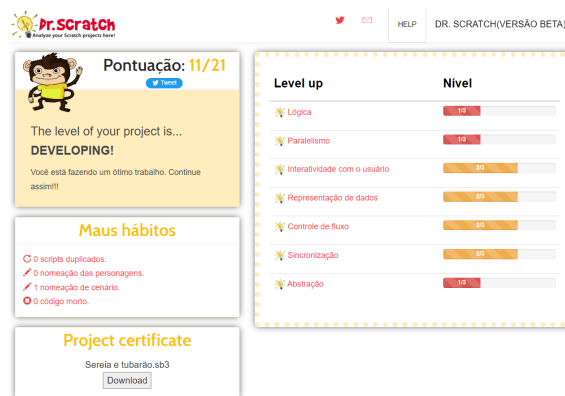 Dr.Scratch
Analyze your Scratch projects here!
HELP
DR. SCRATCH(VERSÃO BETA)
Pontuação: 11/21
Tweet
The level of your project is...
DEVELOPING!
Você está fazendo um ótimo trabalho. Continue
assim!!!
Maus hábitos
0 scripts duplicados.
0 nomeação das personagens.
1 nomeação de cenário.
0 código morto.
Project certificate
Sereia e tubarão.sb3
Download
Level up Nível
Lógica 1/3
Paralelismo 1/3
Interatividade com o usuário 2/3
Representação de dados 2/3
Controle de fluxo 2/3
Sincronização 2/3
Abstração 1/3